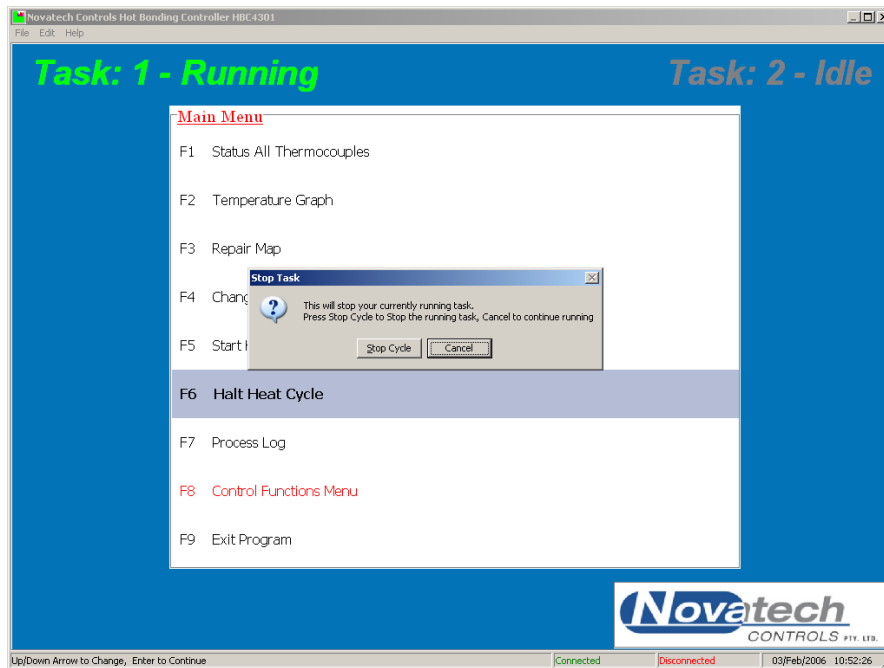 Novatech Controls Hot Bonding Controller HBC4301
File Edit Help
Task: 1 - Running
Task: 2 - Idle
Main Menu
F1 Status All Thermocouples
F2 Temperature Graph
F3 Repair Map
Stop Task
F4
This will stop your currently running task.
Press Stop Cycle to Stop the running task, Cancel to continue running
F5 Start
Stop Cycle Cancel
F6 Halt Heat Cycle
F7 Process Log
F8 Control Functions Menu
F9 Exit Program
Novatech
CONTROLS PTY. LTD.
Up/Down Arrow to Change, Enter to Continue
Connected
Disconnected
03/Feb/2006 10:52:26